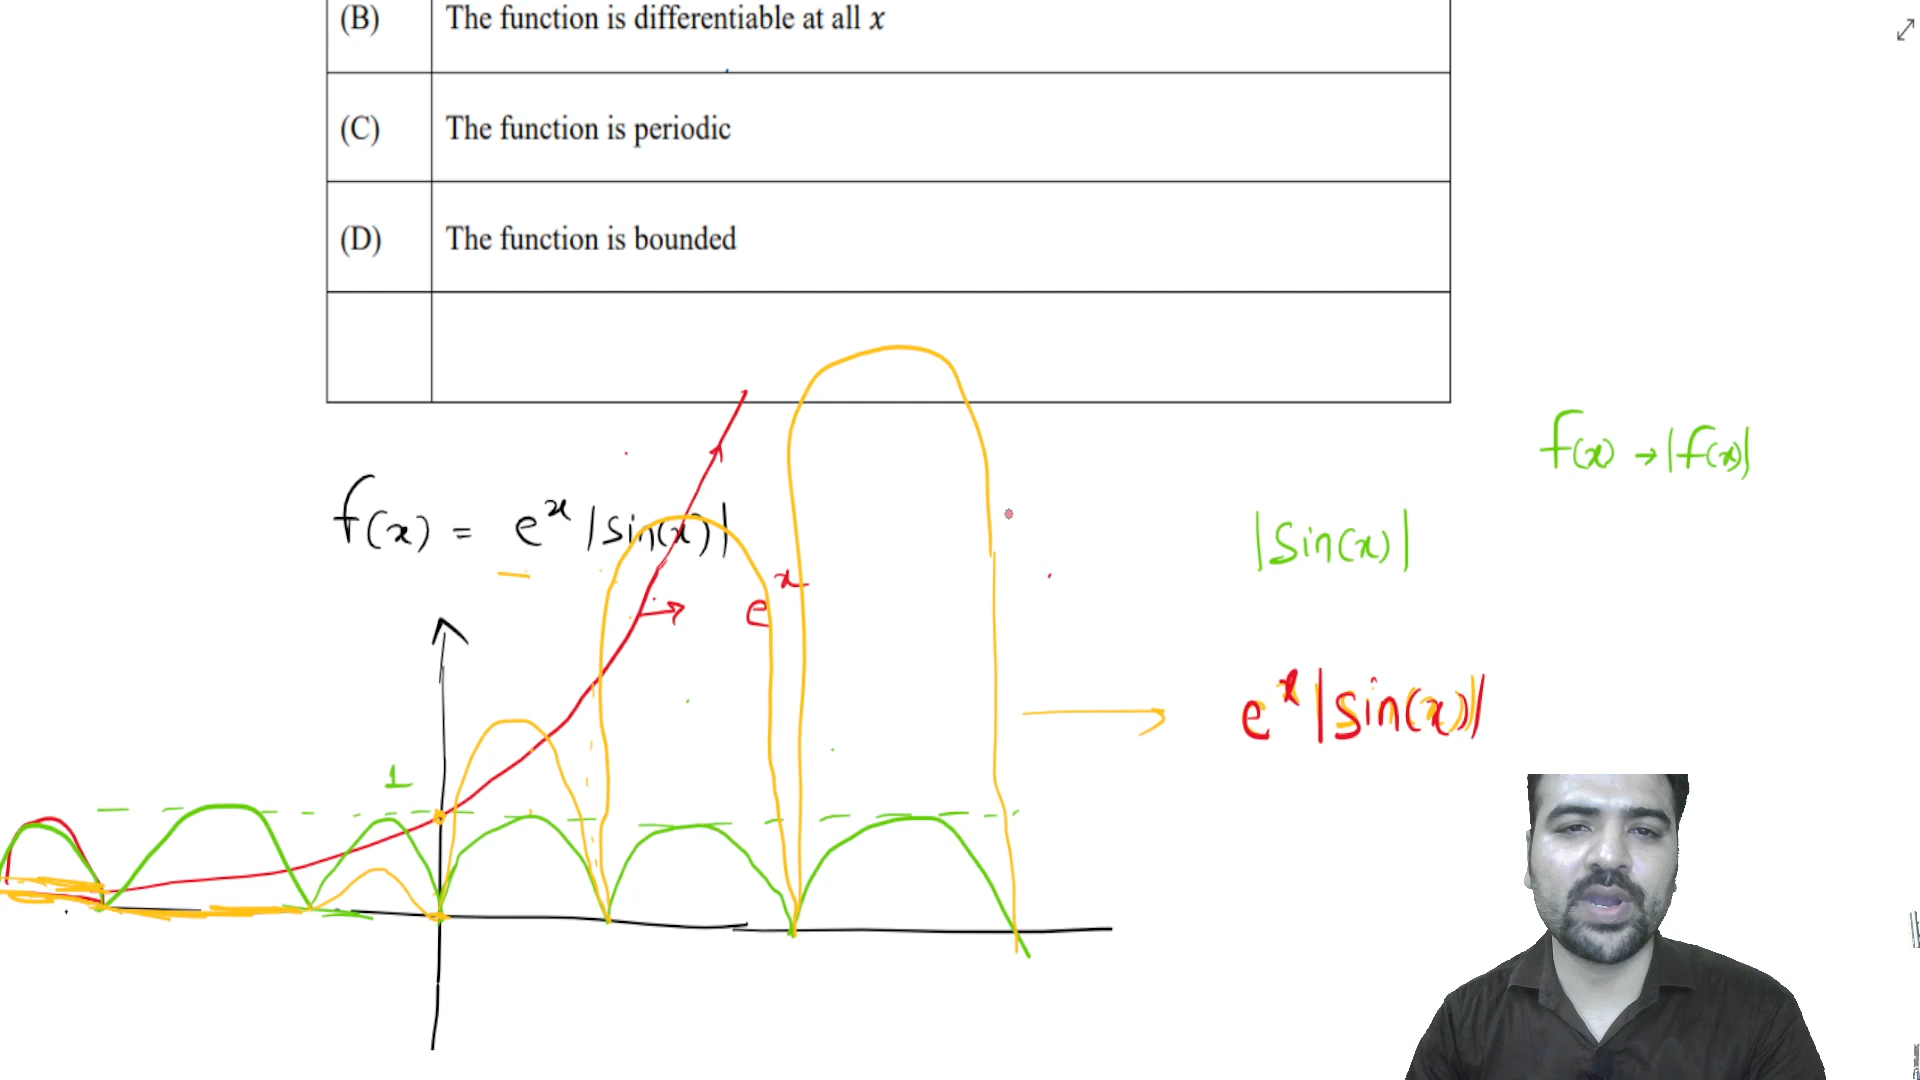 (B) The function is differentiable at all x
(C) The function is periodic
(D) The function is bounded
f(x) → |f(x)|
f(x) = e^x |sin(x)|
|Sin(x)|
e^x
e^x |sin(x)|
1